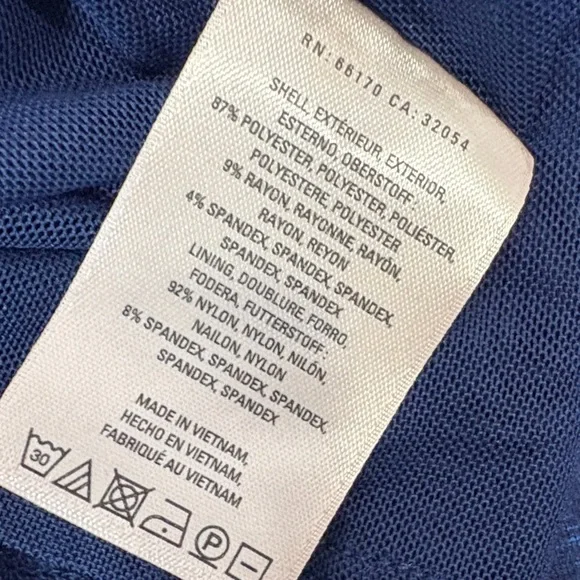 RN: 66170 CA: 32054
SHELL EXTÉRIEUR, EXTERIOR,
ESTERNO, OBERSTOFF:
87% POLYESTER, POLYESTER, POLIÉSTER,
POLYESTERE, POLYESTER
9% RAYON, RAYONNE, RAYÓN,
RAYON, REYON
4% SPANDEX, SPANDEX, SPANDEX,
SPANDEX, SPANDEX
LINING, DOUBLURE, FORRO,
FODERA, FUTTERSTOFF:
92% NYLON, NYLON, NILÓN,
NAILON, NYLON
8% SPANDEX, SPANDEX, SPANDEX,
SPANDEX, SPANDEX
MADE IN VIETNAM,
HECHO EN VIETNAM,
FABRIQUÉ AU VIETNAM
30 P